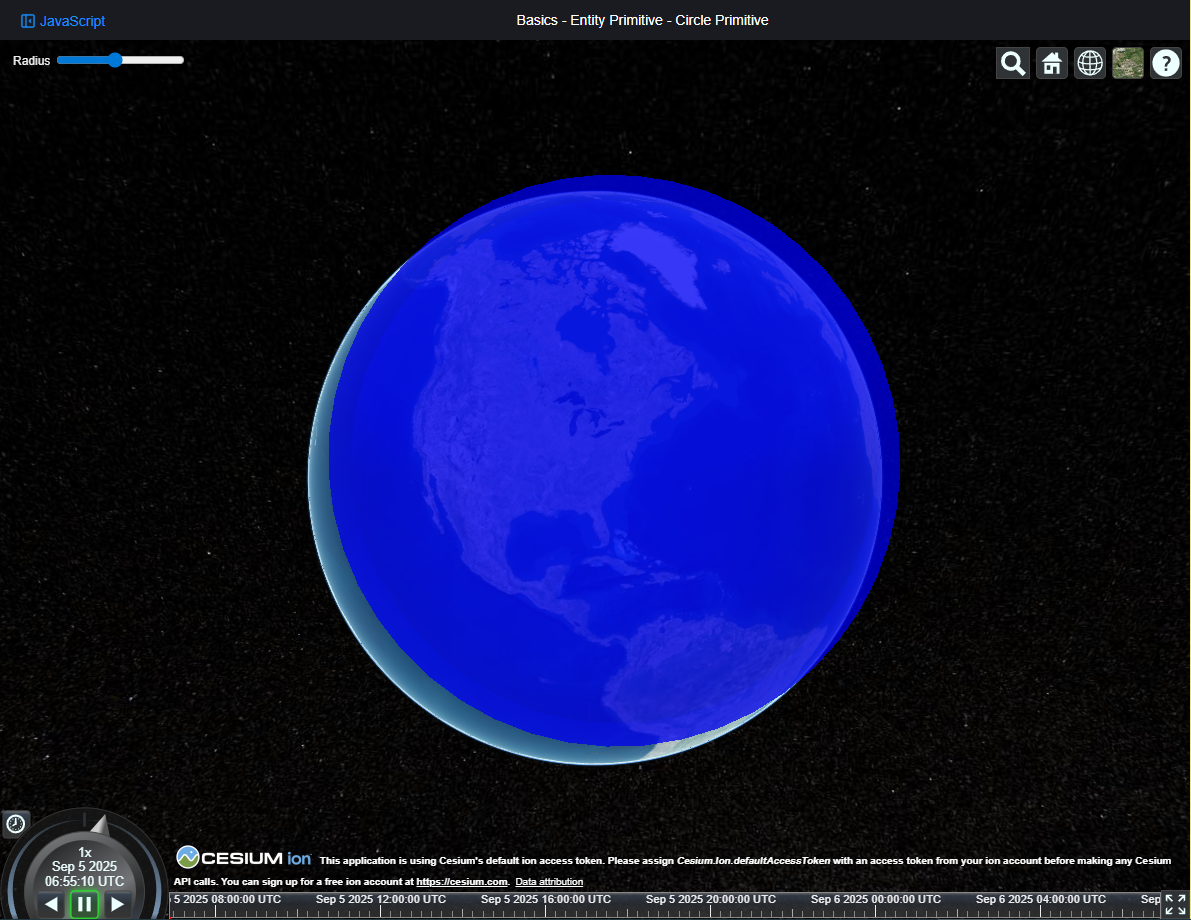 JavaScript
Basics - Entity Primitive - Circle Primitive
Radius
?
1x
Sep 5 2025
06:55:10 UTC
CESIUM ion This application is using Cesium's default ion access token. Please assign Cesium.Ion.defaultAccessToken with an access token from your ion account before making any Cesium
API calls. You can sign up for a free ion account at https://cesium.com. Data attribution
5 2025 08:00:00 UTC Sep 5 2025 12:00:00 UTC Sep 5 2025 16:00:00 UTC Sep 5 2025 20:00:00 UTC Sep 6 2025 00:00:00 UTC Sep 6 2025 04:00:00 UTC Sep